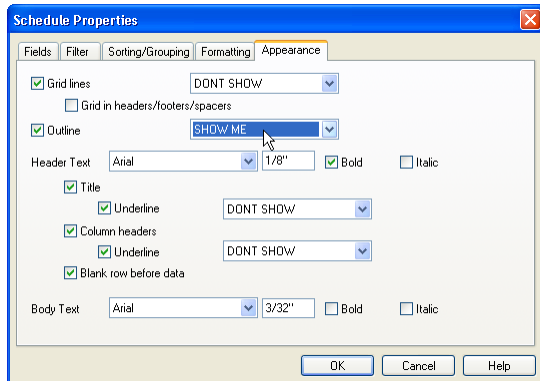 Schedule Properties
Fields Filter Sorting/Grouping Formatting Appearance
Grid lines DONT SHOW
Grid in headers/footers/spacers
Outline SHOW ME
Header Text Arial 1/8" Bold Italic
Title
Underline DONT SHOW
Column headers
Underline DONT SHOW
Blank row before data
Body Text Arial 3/32" Bold Italic
OK Cancel Help